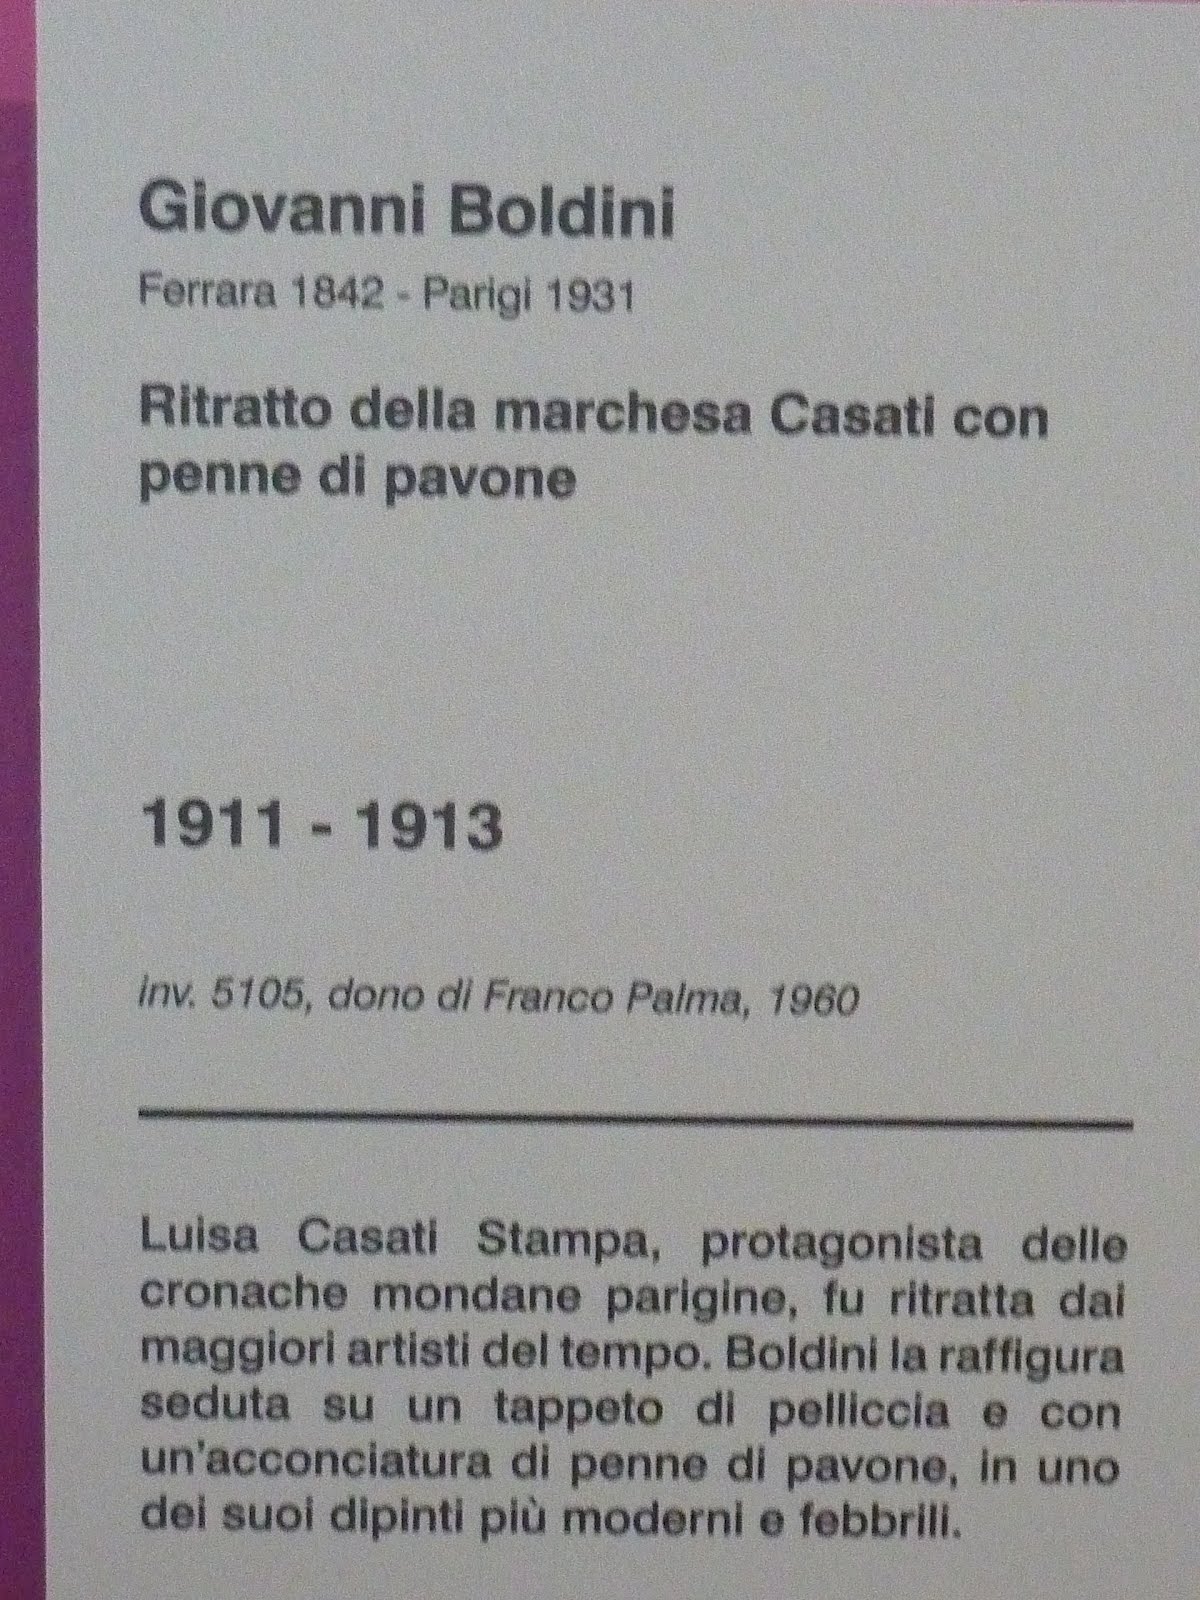 Giovanni Boldini
Ferrara 1842 - Parigi 1931
Ritratto della marchesa Casati con
penne di pavone
1911 - 1913
inv. 5105, dono di Franco Palma, 1960
Luisa Casati Stampa, protagonista delle
cronache mondane parigine, fu ritratta dai
maggiori artisti del tempo. Boldini la raffigura
seduta su un tappeto di pelliccia e con
un'acconciatura di penne di pavone, in uno
dei suoi dipinti più moderni e febbrili.